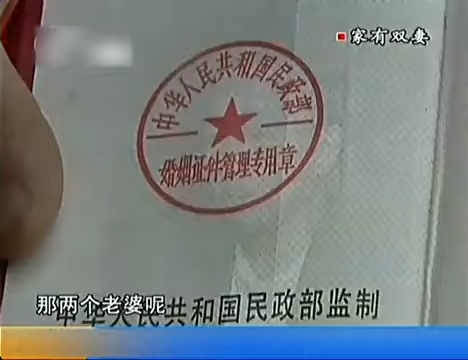 家有双妻
中华人民共和国民政部
婚姻证件管理专用章
那两个老婆呢
中华人民共和国民政部监制